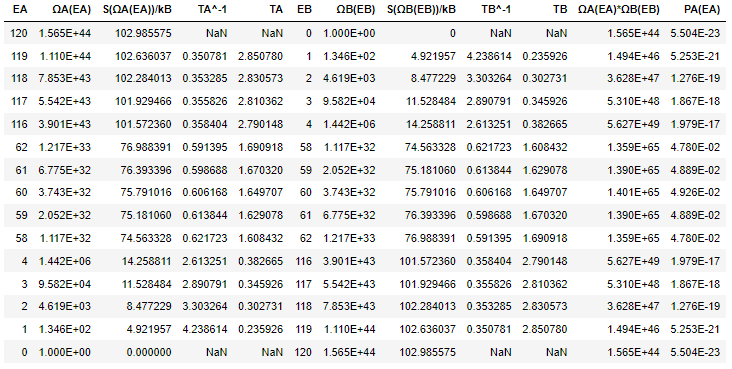 EA ΩA(EA) S(ΩA(EA))/kB TA^-1 TA EB ΩB(EB) S(ΩB(EB))/kB TB^-1 TB ΩA(EA)*ΩB(EB) PA(EA)
120 1.565E+44 102.985575 NaN NaN 0 1.000E+00 0 NaN NaN 1.565E+44 5.504E-23
119 1.110E+44 102.636037 0.350781 2.850780 1 1.346E+02 4.921957 4.238614 0.235926 1.494E+46 5.253E-21
118 7.853E+43 102.284013 0.353285 2.830573 2 4.619E+03 8.477229 3.303264 0.302731 3.628E+47 1.276E-19
117 5.542E+43 101.929466 0.355826 2.810362 3 9.582E+04 11.528484 2.890791 0.345926 5.310E+48 1.867E-18
116 3.901E+43 101.572360 0.358404 2.790148 4 1.442E+06 14.258811 2.613251 0.382665 5.627E+49 1.979E-17
62 1.217E+33 76.988391 0.591395 1.690918 58 1.117E+32 74.563328 0.621723 1.608432 1.359E+65 4.780E-02
61 6.775E+32 76.393396 0.598688 1.670320 59 2.052E+32 75.181060 0.613844 1.629078 1.390E+65 4.889E-02
60 3.743E+32 75.791016 0.606168 1.649707 60 3.743E+32 75.791016 0.606168 1.649707 1.401E+65 4.926E-02
59 2.052E+32 75.181060 0.613844 1.629078 61 6.775E+32 76.393396 0.598688 1.670320 1.390E+65 4.889E-02
58 1.117E+32 74.563328 0.621723 1.608432 62 1.217E+33 76.988391 0.591395 1.690918 1.359E+65 4.780E-02
4 1.442E+06 14.258811 2.613251 0.382665 116 3.901E+43 101.572360 0.358404 2.790148 5.627E+49 1.979E-17
3 9.582E+04 11.528484 2.890791 0.345926 117 5.542E+43 101.929466 0.355826 2.810362 5.310E+48 1.867E-18
2 4.619E+03 8.477229 3.303264 0.302731 118 7.853E+43 102.284013 0.353285 2.830573 3.628E+47 1.276E-19
1 1.346E+02 4.921957 4.238614 0.235926 119 1.110E+44 102.636037 0.350781 2.850780 1.494E+46 5.253E-21
0 1.000E+00 0.000000 NaN NaN 120 1.565E+44 102.985575 NaN NaN 1.565E+44 5.504E-23